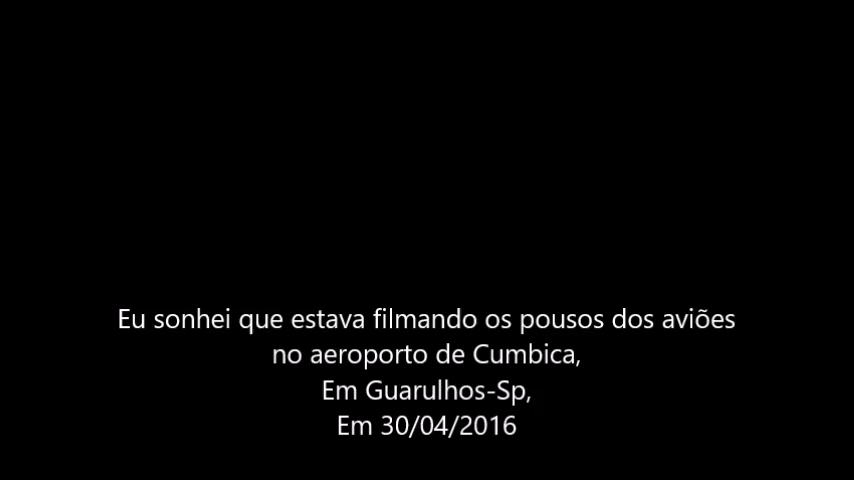 Eu sonhei que estava filmando os pousos dos aviões
no aeroporto de Cumbica,
Em Guarulhos-Sp,
Em 30/04/2016